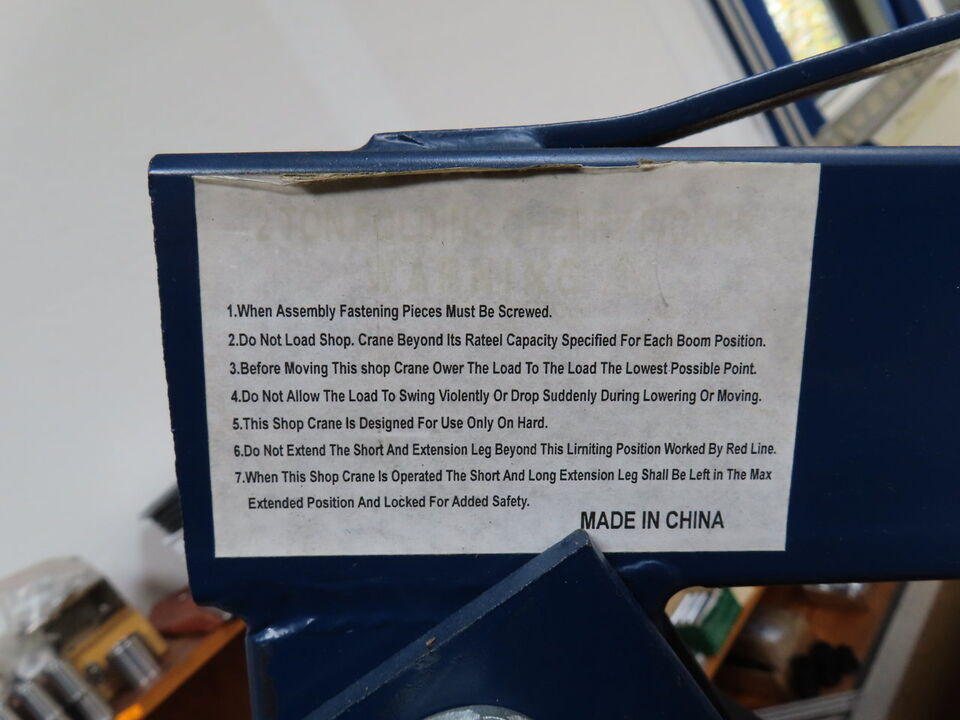 2 TON FOLDING
WARNING
1.When Assembly Fastening Pieces Must Be Screwed.
2.Do Not Load Shop. Crane Beyond Its Rateel Capacity Specified For Each Boom Position.
3.Before Moving This shop Crane Ower The Load To The Load The Lowest Possible Point.
4.Do Not Allow The Load To Swing Violently Or Drop Suddenly During Lowering Or Moving.
5.This Shop Crane Is Designed For Use Only On Hard.
6.Do Not Extend The Short And Extension Leg Beyond This Lirniting Position Worked By Red Line.
7.When This Shop Crane Is Operated The Short And Long Extension Leg Shall Be Left in The Max
Extended Position And Locked For Added Safety.
MADE IN CHINA